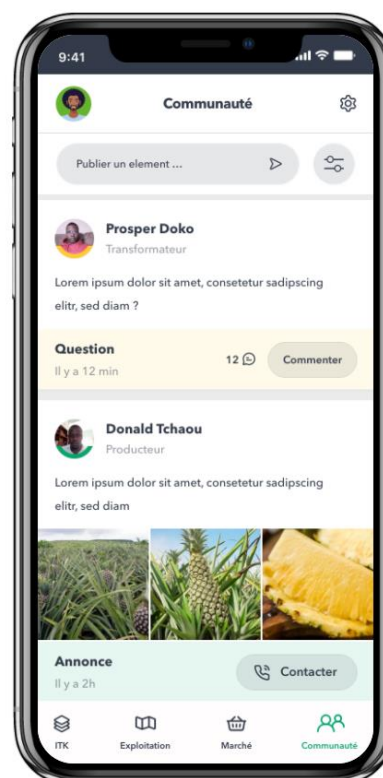 9:41
Communauté
Publier un element ...
Prosper Doko
Transformateur
Lorem ipsum dolor sit amet, consetetur sadipscing
elitr, sed diam ?
Question
Il y a 12 min
12
Commenter
Donald Tchaou
Producteur
Lorem ipsum dolor sit amet, consetetur sadipscing
elitr, sed diam
Annonce
Il y a 2h
Contacter
ITK
Exploitation
Marché
Communauté